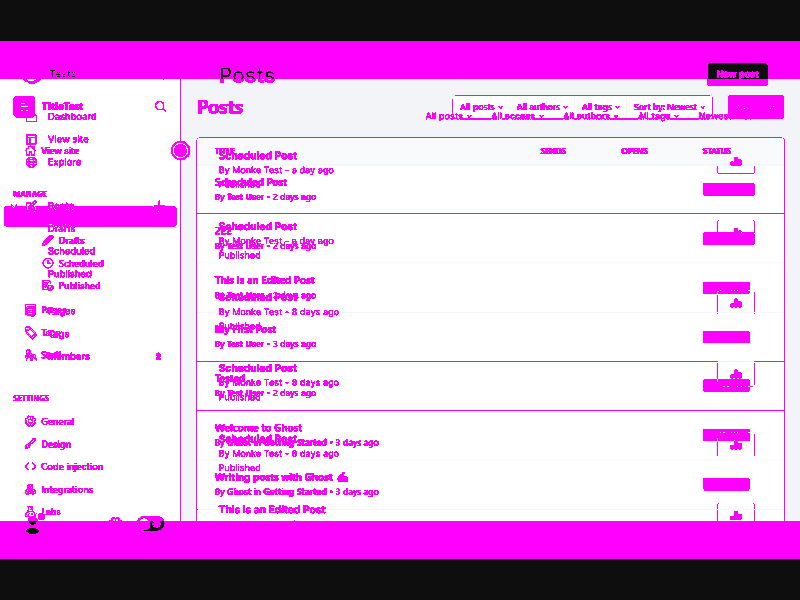 Tests
Posts
New post
TitleTest
Posts
All posts
All authors
All tags
Sort by: Newest
Dashboard
All posts
All access
All authors
All tags
View site
View site
Explore
TITLE
SENDS
OPENS
STATUS
Scheduled Post
By Monke Test - a day ago
Scheduled Post
By Test User • 2 days ago
MANAGE
Posts
Drafts
Drafts
Scheduled
Scheduled
Published
Published
Scheduled Post
ZZZ
By Monke Test - a day ago
By Test User • 2 days ago
Published
This is an Edited Post
Scheduled Post
By Monke Test - 8 days ago
Published
My First Post
By Test User • 3 days ago
Pages
Tags
Members
2
Scheduled Post
Tested
By Monke Test - 8 days ago
By Test User • 2 days ago
Published
SETTINGS
General
Design
Code injection
Integrations
Labs
Welcome to Ghost
Scheduled Post
By Ghost in Getting Started • 3 days ago
By Monke Test - 8 days ago
Published
Writing posts with Ghost
By Ghost in Getting Started • 3 days ago
This is an Edited Post